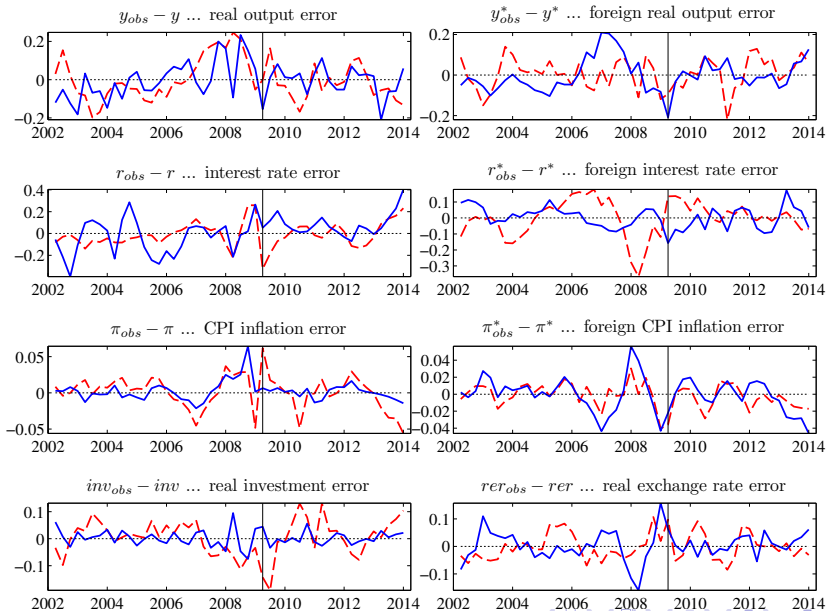 y_obs − y ... real output error
0.2
0
−0.2
2002 2004 2006 2008 2010 2012 2014
y*_obs − y* ... foreign real output error
0.2
0
−0.2
2002 2004 2006 2008 2010 2012 2014
r_obs − r ... interest rate error
0.4
0.2
0
−0.2
2002 2004 2006 2008 2010 2012 2014
r*_obs − r* ... foreign interest rate error
0.1
0
−0.1
−0.2
−0.3
2002 2004 2006 2008 2010 2012 2014
π_obs − π ... CPI inflation error
0.05
0
−0.05
2002 2004 2006 2008 2010 2012 2014
π*_obs − π* ... foreign CPI inflation error
0.04
0.02
0
−0.02
−0.04
2002 2004 2006 2008 2010 2012 2014
inv_obs − inv ... real investment error
0.1
0
−0.1
2002 2004 2006 2008 2010 2012 2014
rer_obs − rer ... real exchange rate error
0.1
0
−0.1
2002 2004 2006 2008 2010 2012 2014